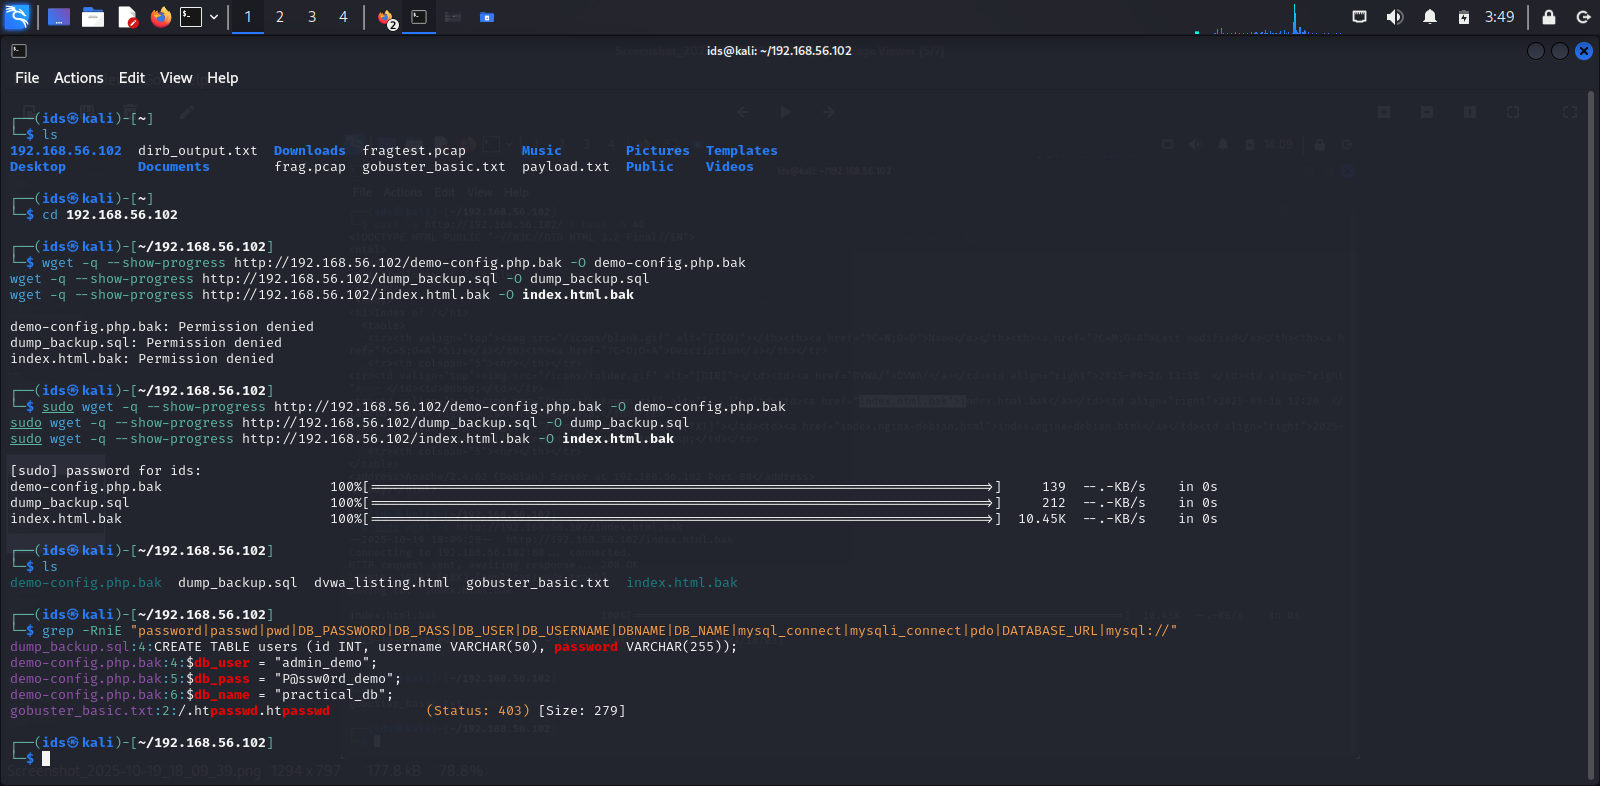 1 2 3 4 2 3:49
ids@kali: ~/192.168.56.102
File Actions Edit View Help
┌──(ids㉿kali)-[~]
└─$ ls
192.168.56.102 dirb_output.txt Downloads fragtest.pcap Music Pictures Templates
Desktop Documents frag.pcap gobuster_basic.txt payload.txt Public Videos
┌──(ids㉿kali)-[~]
└─$ cd 192.168.56.102
┌──(ids㉿kali)-[~/192.168.56.102]
└─$ wget -q --show-progress http://192.168.56.102/demo-config.php.bak -O demo-config.php.bak
wget -q --show-progress http://192.168.56.102/dump_backup.sql -O dump_backup.sql
wget -q --show-progress http://192.168.56.102/index.html.bak -O index.html.bak
demo-config.php.bak: Permission denied
dump_backup.sql: Permission denied
index.html.bak: Permission denied
┌──(ids㉿kali)-[~/192.168.56.102]
└─$ sudo wget -q --show-progress http://192.168.56.102/demo-config.php.bak -O demo-config.php.bak
sudo wget -q --show-progress http://192.168.56.102/dump_backup.sql -O dump_backup.sql
sudo wget -q --show-progress http://192.168.56.102/index.html.bak -O index.html.bak
[sudo] password for ids:
demo-config.php.bak 100%[=============================================>] 139 --.-KB/s in 0s
dump_backup.sql 100%[=============================================>] 212 --.-KB/s in 0s
index.html.bak 100%[=============================================>] 10.45K --.-KB/s in 0s
┌──(ids㉿kali)-[~/192.168.56.102]
└─$ ls
demo-config.php.bak dump_backup.sql dvwa_listing.html gobuster_basic.txt index.html.bak
┌──(ids㉿kali)-[~/192.168.56.102]
└─$ grep -RniE "password|passwd|pwd|DB_PASSWORD|DB_PASS|DB_USER|DB_USERNAME|DBNAME|DB_NAME|mysql_connect|mysqli_connect|pdo|DATABASE_URL|mysql://"
dump_backup.sql:4:CREATE TABLE users (id INT, username VARCHAR(50), password VARCHAR(255));
demo-config.php.bak:4:$db_user = "admin_demo";
demo-config.php.bak:5:$db_pass = "P@ssw0rd_demo";
demo-config.php.bak:6:$db_name = "practical_db";
gobuster_basic.txt:2:/.htpasswd.htpasswd (Status: 403) [Size: 279]
┌──(ids㉿kali)-[~/192.168.56.102]
└─$
Screenshot_2025-10-19_18_09_39.png 1294 x 797 177.8 kB 78.8%